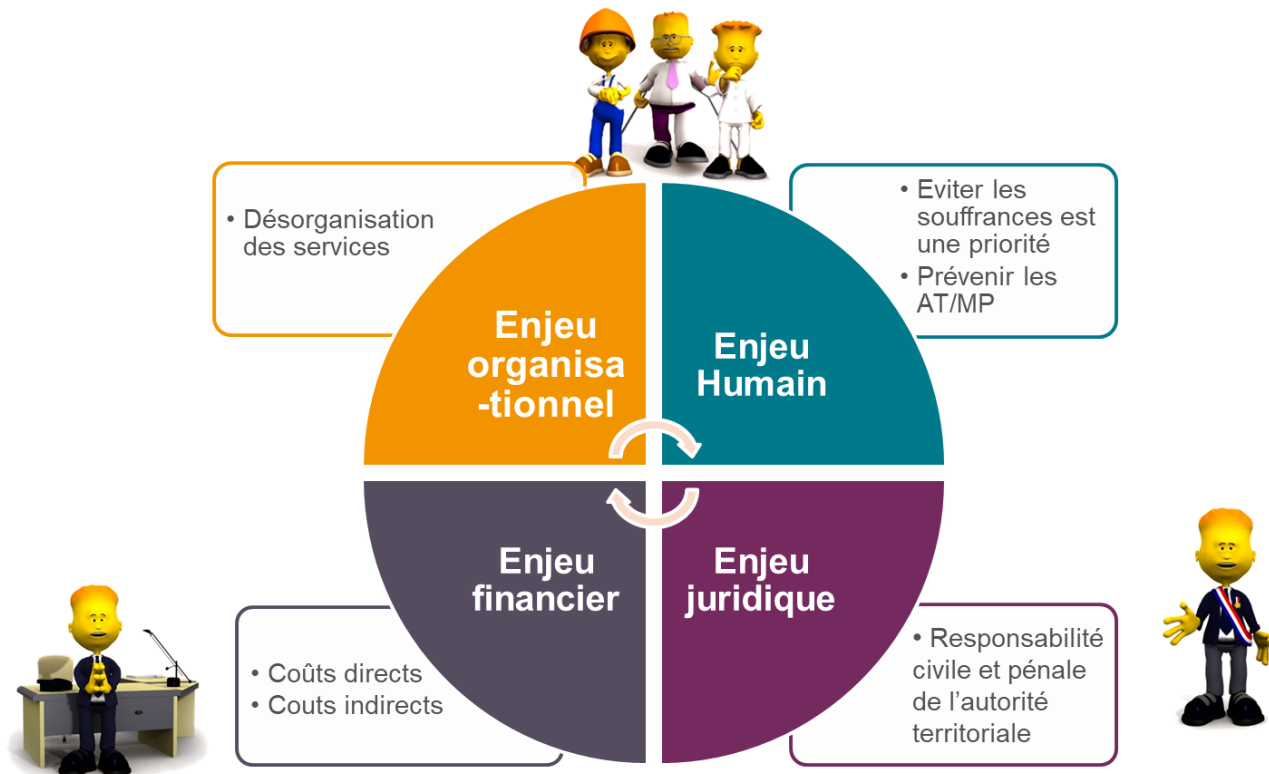 • Désorganisation
des services
Enjeu
organisa
-tionnel
• Eviter les
souffrances est
une priorité
• Prévenir les
AT/MP
Enjeu
Humain
Enjeu
financier
• Coûts directs
• Couts indirects
Enjeu
juridique
• Responsabilité
civile et pénale
de l’autorité
territoriale